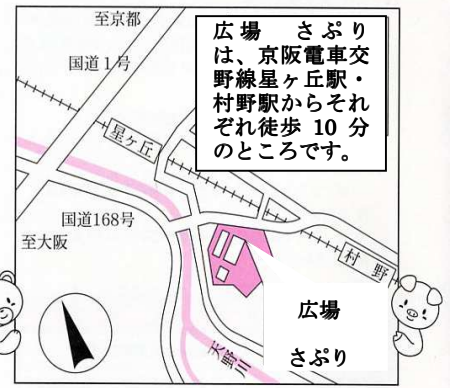 至京都
国道1号
広場 さぷり
は、京阪電車交
野線星ヶ丘駅・
村野駅からそれ
ぞれ徒歩 10 分
のところです。
星ヶ丘
国道168号
至大阪
村野
広場
さぷり
天野川